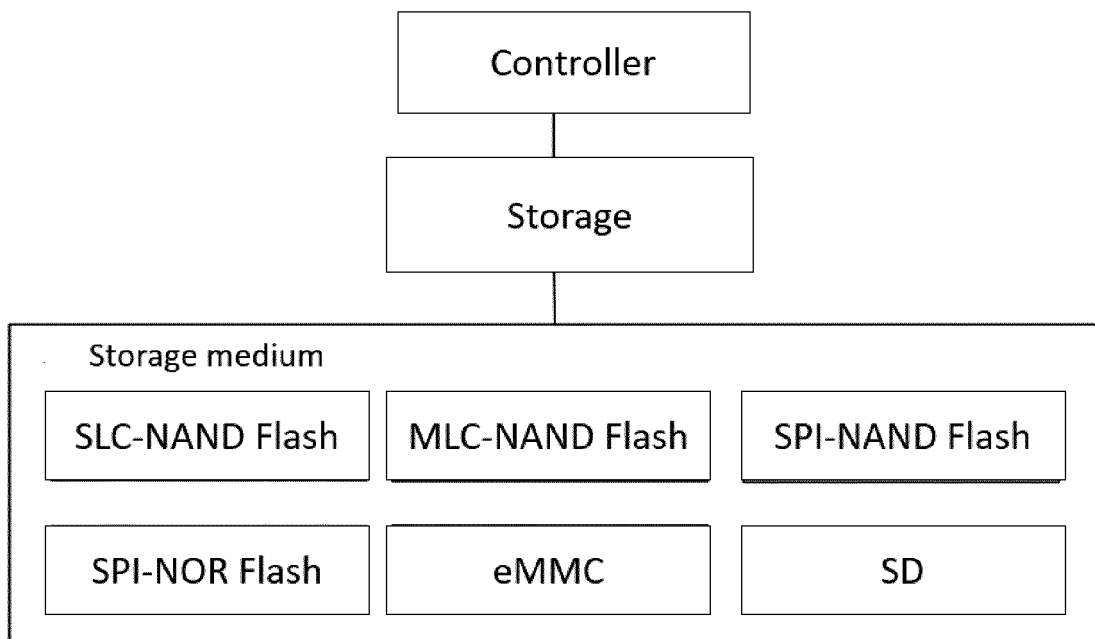 Controller
Storage
Storage medium
SLC-NAND Flash
MLC-NAND Flash
SPI-NAND Flash
SPI-NOR Flash
eMMC
SD